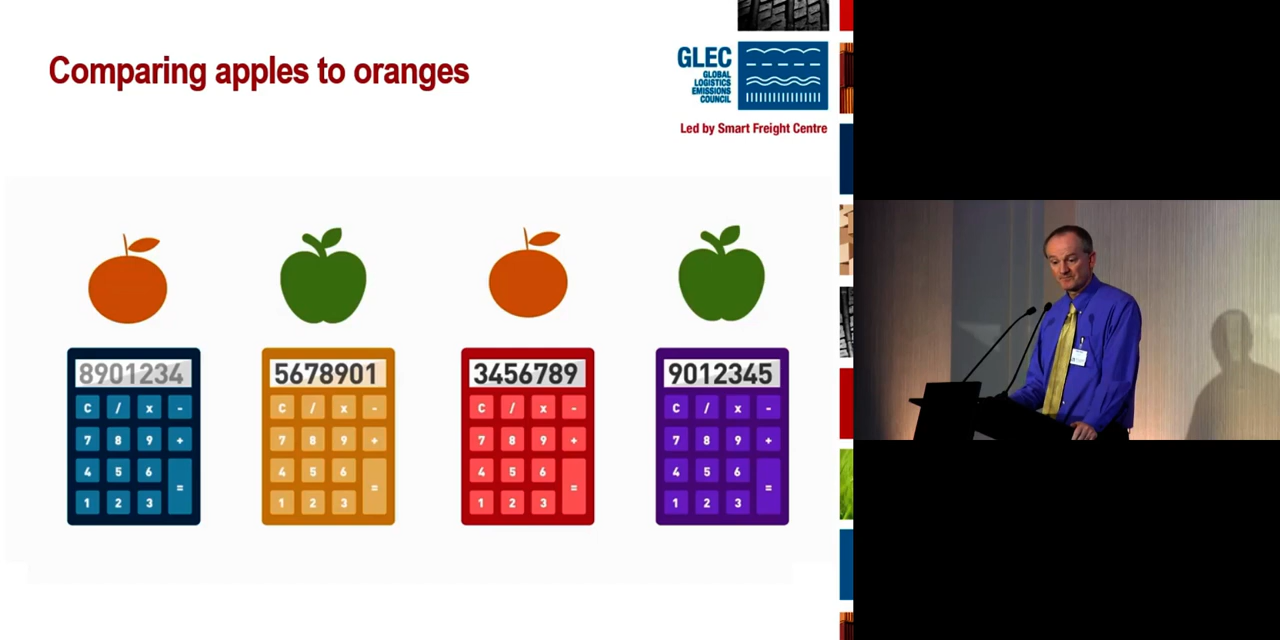 Comparing apples to oranges
GLEC
GLOBAL
LOGISTICS
EMISSIONS
COUNCIL
Led by Smart Freight Centre
8901234
C / x -
7 8 9 +
4 5 6
=
1 2 3
5678901
C / x -
7 8 9 +
4 5 6
=
1 2 3
3456789
C / x -
7 8 9 +
4 5 6
=
1 2 3
9012345
C / x -
7 8 9 +
4 5 6
=
1 2 3